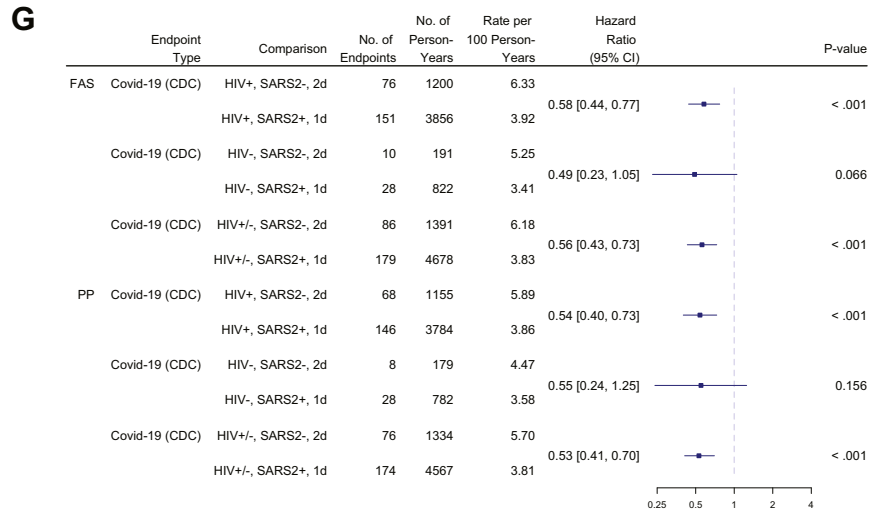 G
No. of Rate per Hazard
Endpoint No. of Person- 100 Person- Ratio
Type Comparison Endpoints Years Years (95% CI) P-value
FAS Covid-19 (CDC) HIV+, SARS2-, 2d 76 1200 6.33
0.58 [0.44, 0.77] < .001
HIV+, SARS2+, 1d 151 3856 3.92
Covid-19 (CDC) HIV-, SARS2-, 2d 10 191 5.25
0.49 [0.23, 1.05] 0.066
HIV-, SARS2+, 1d 28 822 3.41
Covid-19 (CDC) HIV+/-, SARS2-, 2d 86 1391 6.18
0.56 [0.43, 0.73] < .001
HIV+/-, SARS2+, 1d 179 4678 3.83
PP Covid-19 (CDC) HIV+, SARS2-, 2d 68 1155 5.89
0.54 [0.40, 0.73] < .001
HIV+, SARS2+, 1d 146 3784 3.86
Covid-19 (CDC) HIV-, SARS2-, 2d 8 179 4.47
0.55 [0.24, 1.25] 0.156
HIV-, SARS2+, 1d 28 782 3.58
Covid-19 (CDC) HIV+/-, SARS2-, 2d 76 1334 5.70
0.53 [0.41, 0.70] < .001
HIV+/-, SARS2+, 1d 174 4567 3.81
0.25 0.5 1 2 4